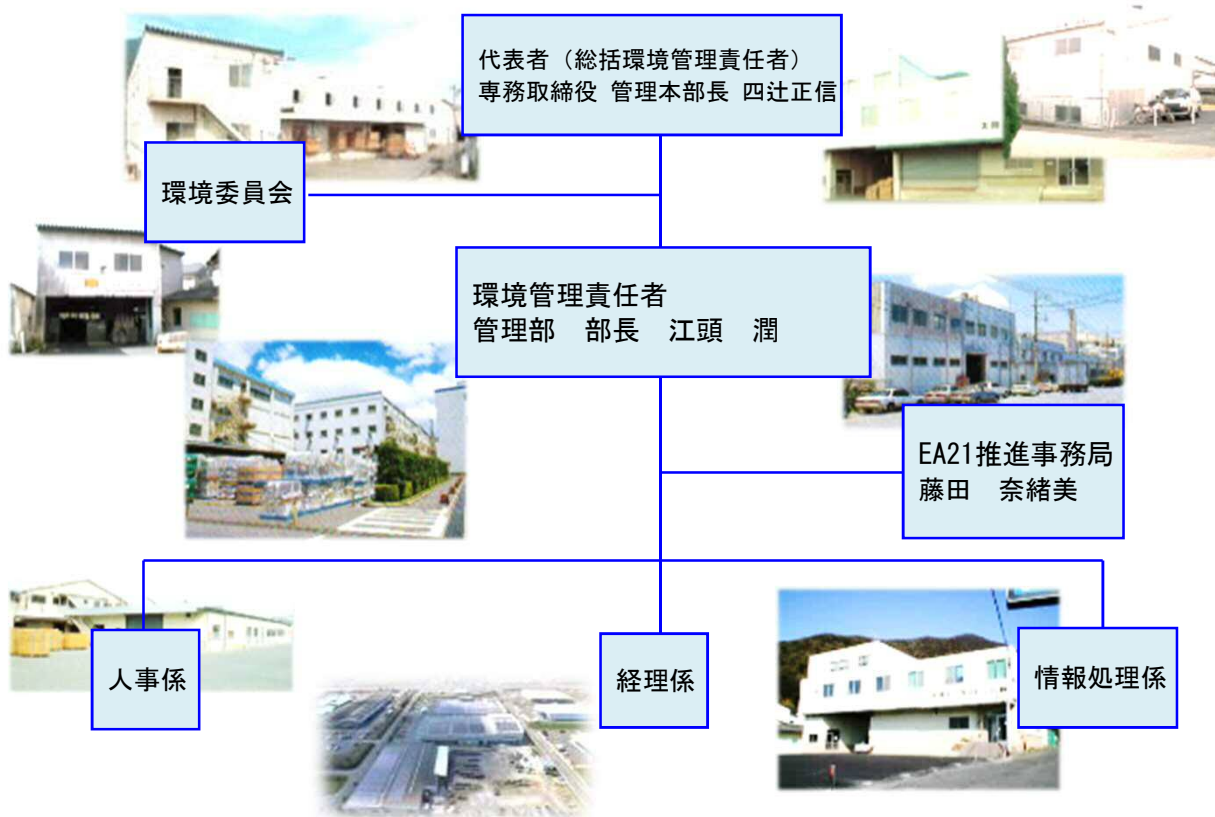 代表者（総括環境管理責任者）
専務取締役 管理本部長 四辻正信
環境委員会
環境管理責任者
管理部　部長　江頭　潤
EA21推進事務局
藤田　奈緒美
人事係
経理係
情報処理係